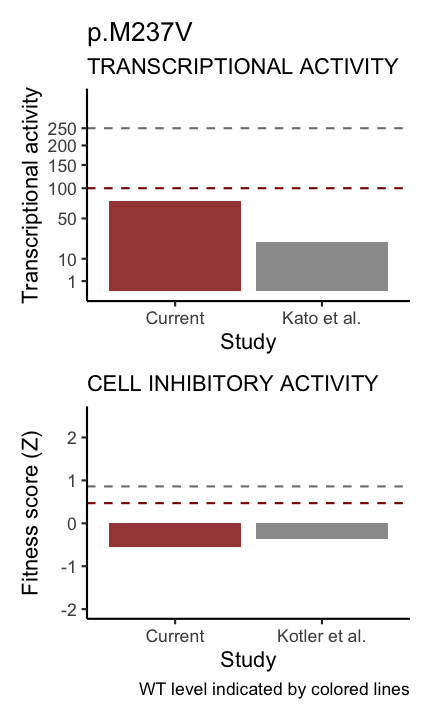 p.M237V
TRANSCRIPTIONAL ACTIVITY
Transcriptional activity
250
200
150
100
50
10
1
Current
Kato et al.
Study
CELL INHIBITORY ACTIVITY
Fitness score (Z)
2
1
0
-1
-2
Current
Kotler et al.
Study
WT level indicated by colored lines